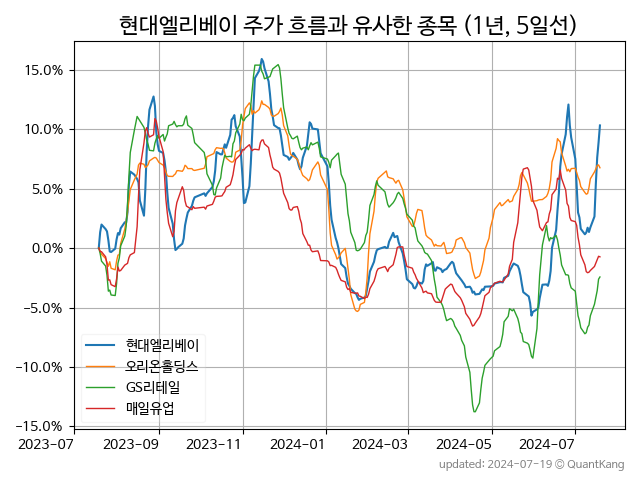 현대엘리베이 주가 흐름과 유사한 종목 (1년, 5일선)
15.0%
10.0%
5.0%
0.0%
−5.0%
−10.0%
−15.0%
현대엘리베이
오리온홀딩스
GS리테일
매일유업
2023-07 2023-09 2023-11 2024-01 2024-03 2024-05 2024-07
updated: 2024-07-19 © QuantKang